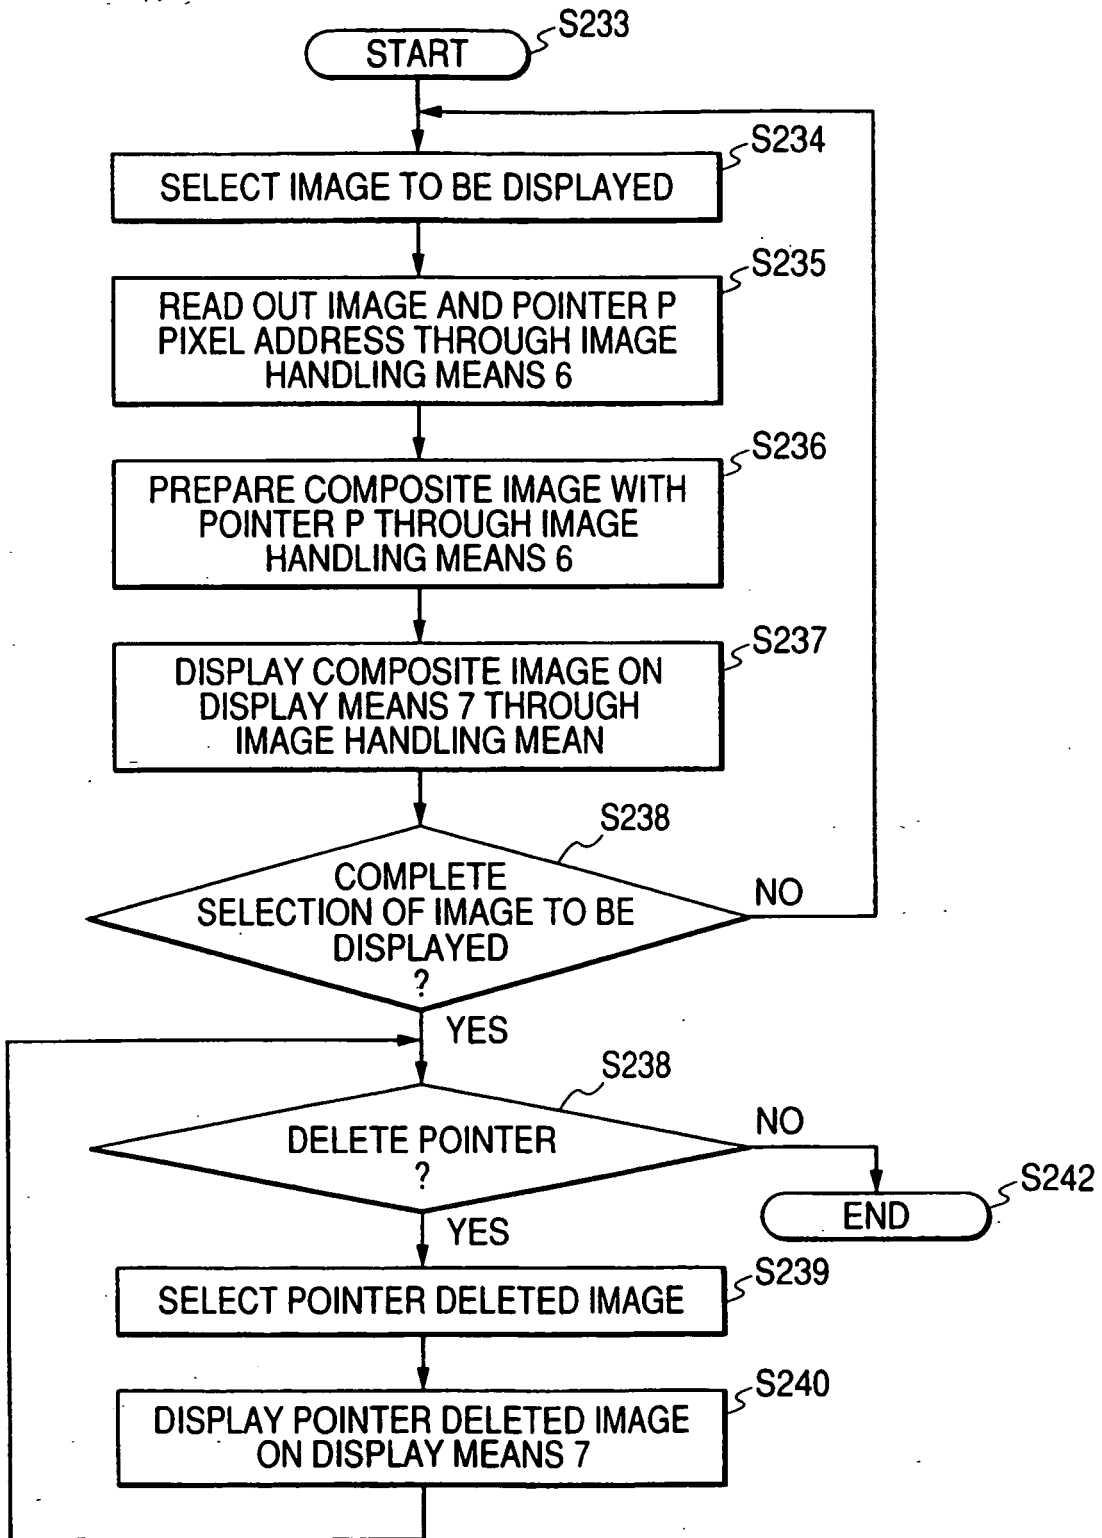 S233
START
S234
SELECT IMAGE TO BE DISPLAYED
S235
READ OUT IMAGE AND POINTER P
PIXEL ADDRESS THROUGH IMAGE
HANDLING MEANS 6
S236
PREPARE COMPOSITE IMAGE WITH
POINTER P THROUGH IMAGE
HANDLING MEANS 6
S237
DISPLAY COMPOSITE IMAGE ON
DISPLAY MEANS 7 THROUGH
IMAGE HANDLING MEAN
S238
COMPLETE
SELECTION OF IMAGE TO BE
DISPLAYED
?
NO
YES
S238
DELETE POINTER
?
NO
S242
END
YES
S239
SELECT POINTER DELETED IMAGE
S240
DISPLAY POINTER DELETED IMAGE
ON DISPLAY MEANS 7